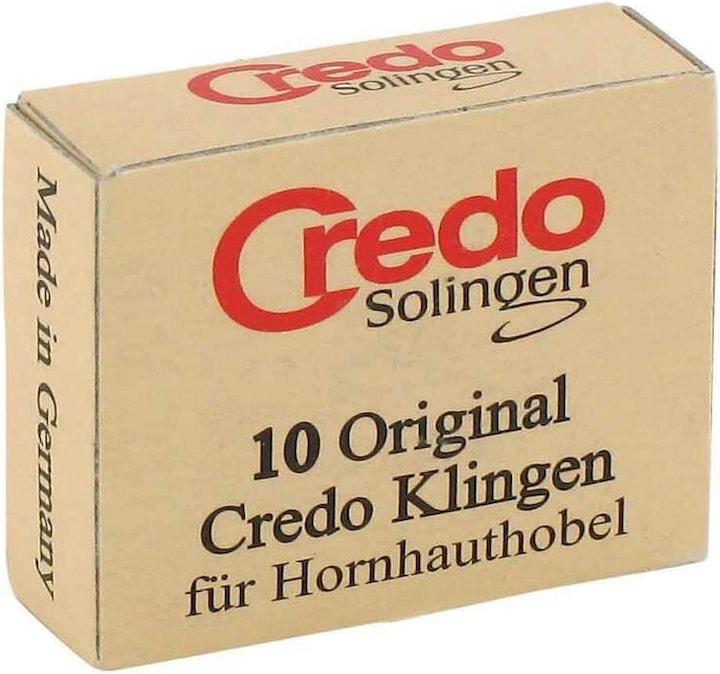 Credo
Solingen
Credo
Solingen
10 Original
Credo Klingen
für Hornhauthobel
Made in Germany